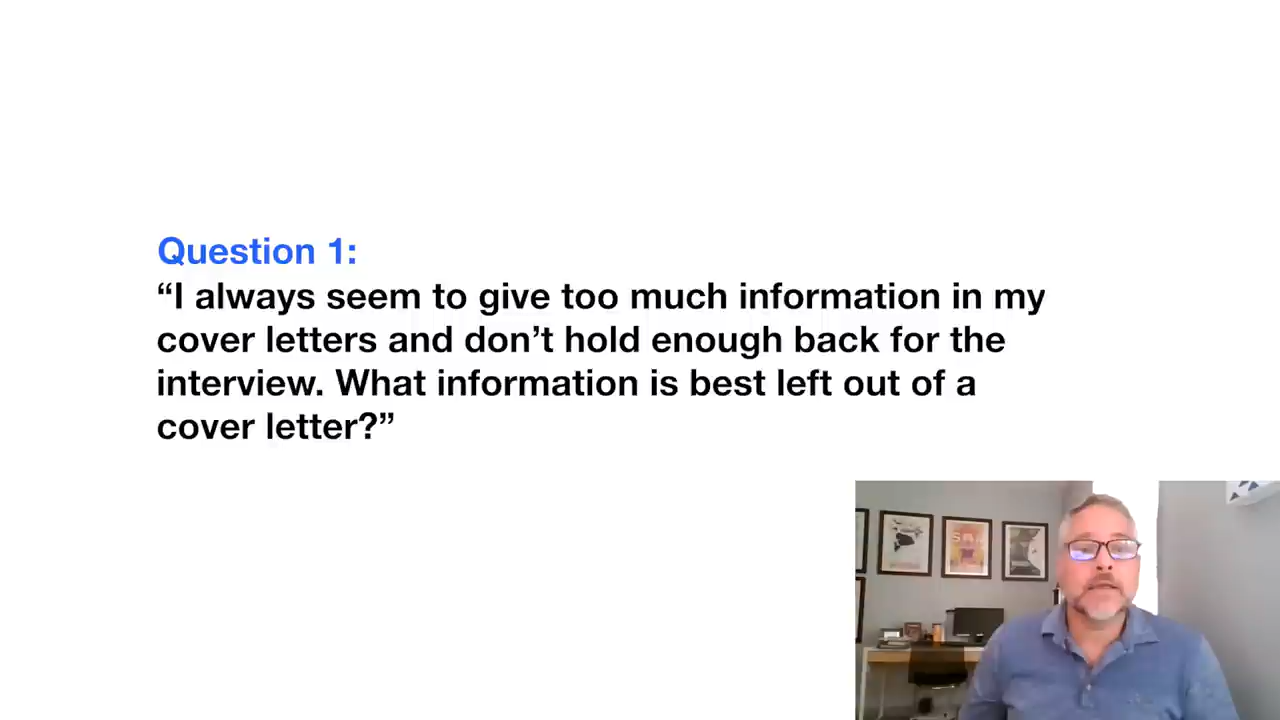 Question 1:
“I always seem to give too much information in my
cover letters and don’t hold enough back for the
interview. What information is best left out of a
cover letter?”